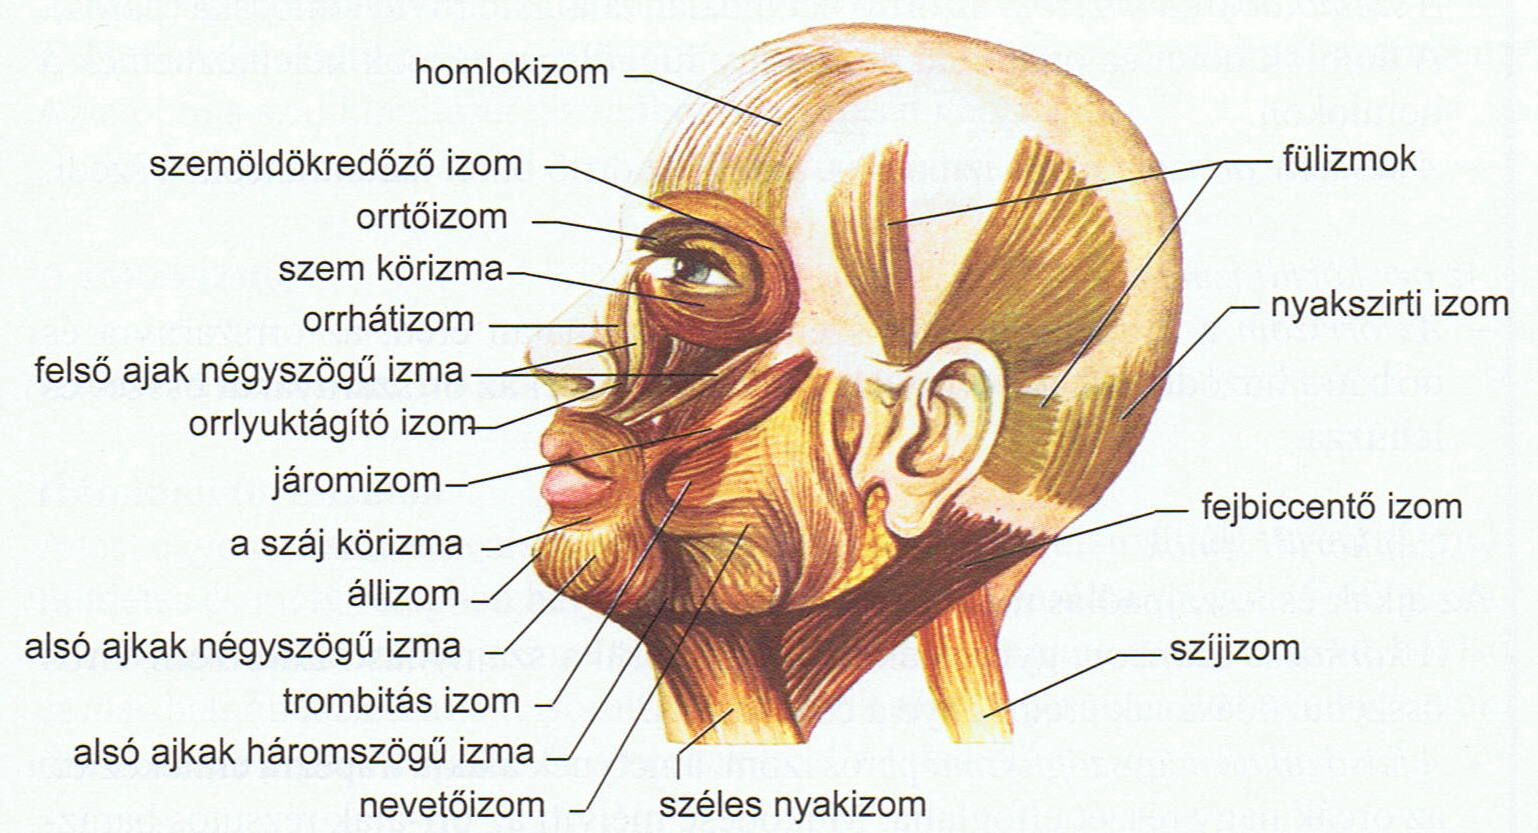 homlokizom
szemöldökredőző izom
fülizmok
orrtőizom
szem körizma
nyakszirti izom
orrhátizom
felső ajak négyszögű izma
orrlyuktágító izom
járomizom
fejbiccentő izom
a száj körizma
állizom
alsó ajkak négyszögű izma
szíjizom
trombitás izom
alsó ajkak háromszögű izma
nevetőizom
széles nyakizom